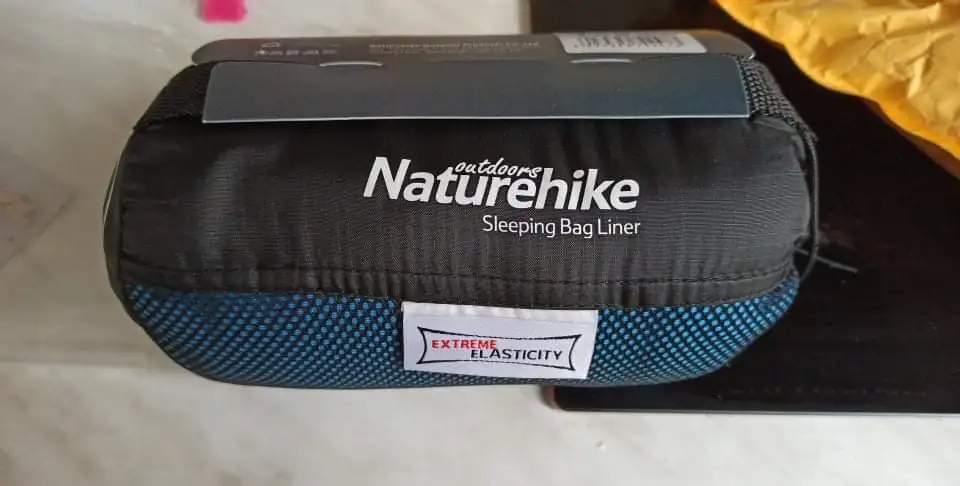 outdoors
Naturehike
Sleeping Bag Liner
EXTREME
ELASTICITY